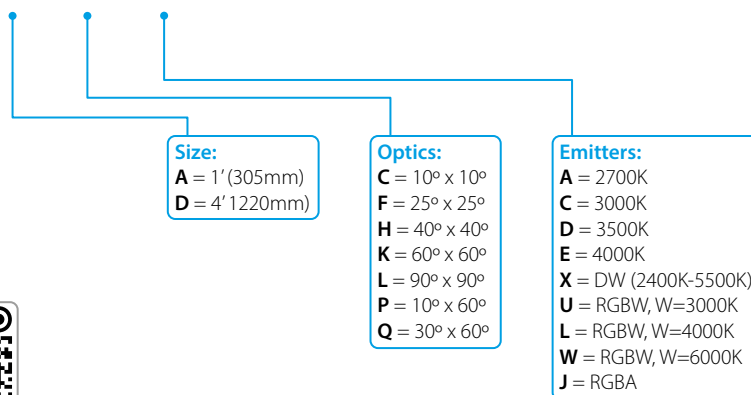 Size:
A = 1' (305mm)
D = 4' 1220mm)
Optics:
C = 10º x 10º
F = 25º x 25º
H = 40º x 40º
K = 60º x 60º
L = 90º x 90º
P = 10º x 60º
Q = 30º x 60º
Emitters:
A = 2700K
C = 3000K
D = 3500K
E = 4000K
X = DW (2400K-5500K)
U = RGBW, W=3000K
L = RGBW, W=4000K
W = RGBW, W=6000K
J = RGBA